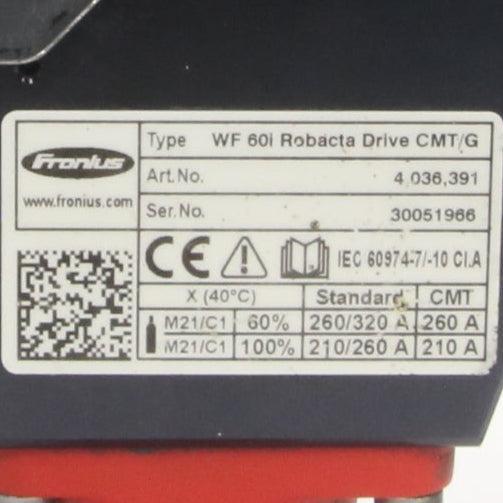 Fronius
www.fronius.com
Type WF 60i Robacta Drive CMT/G
Art.No. 4,036,391
Ser.No. 30051966
CE IEC 60974-7/-10 Cl.A
X (40°C) Standard CMT
M21/C1 60% 260/320 A 260 A
M21/C1 100% 210/260 A 210 A